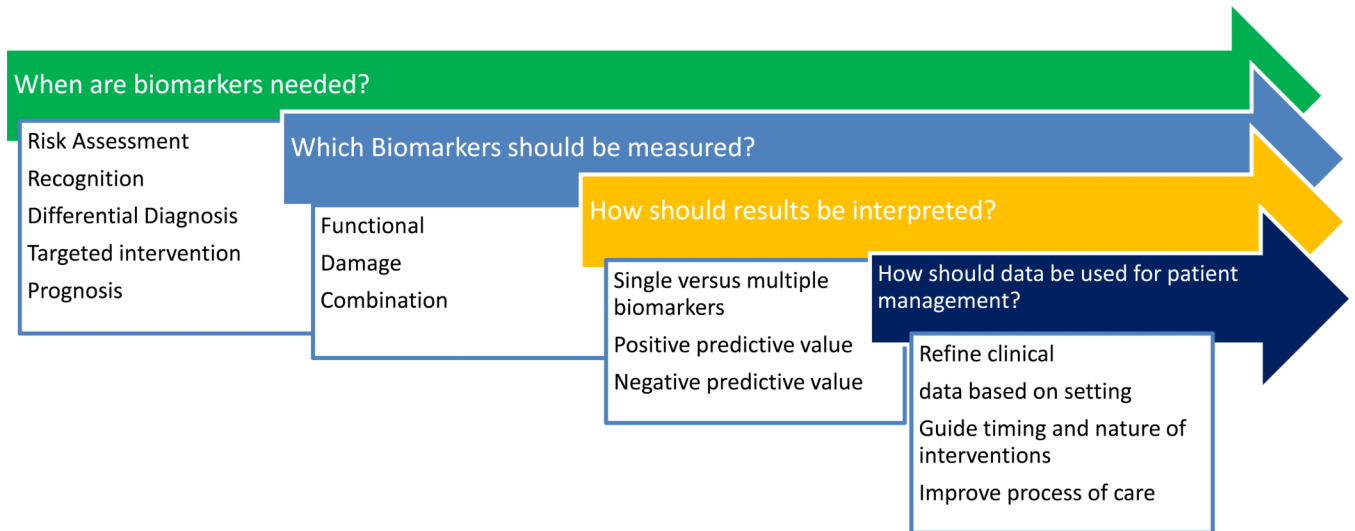 When are biomarkers needed?
Risk Assessment
Recognition
Differential Diagnosis
Targeted intervention
Prognosis
Which Biomarkers should be measured?
Functional
Damage
Combination
How should results be interpreted?
Single versus multiple
biomarkers
Positive predictive value
Negative predictive value
How should data be used for patient
management?
Refine clinical
data based on setting
Guide timing and nature of
interventions
Improve process of care